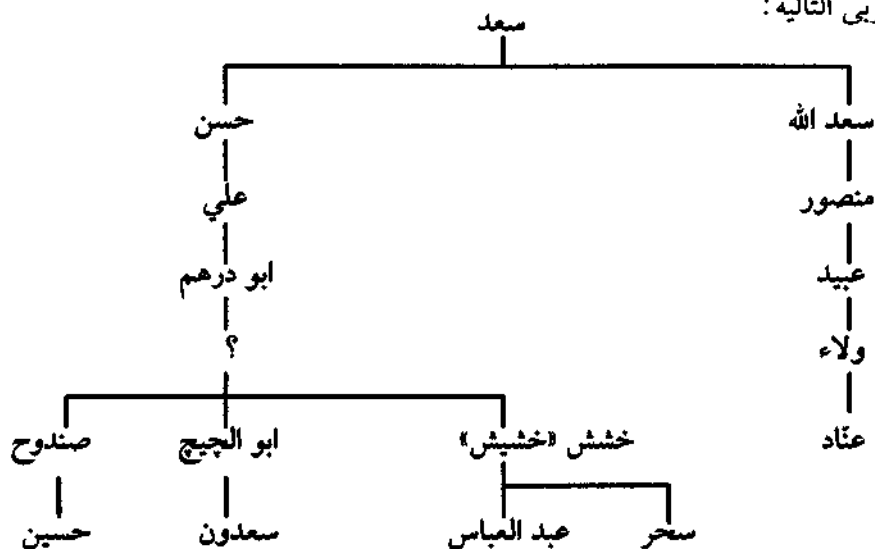 ربى التالية:
سعد
سعد الله حسن
منصور علي
عبيد ابو درهم
ولاء ؟
عنّاد خشش «خشيش» ابو الچيچ صندوح
سحر عبد العباس سعدون حسين